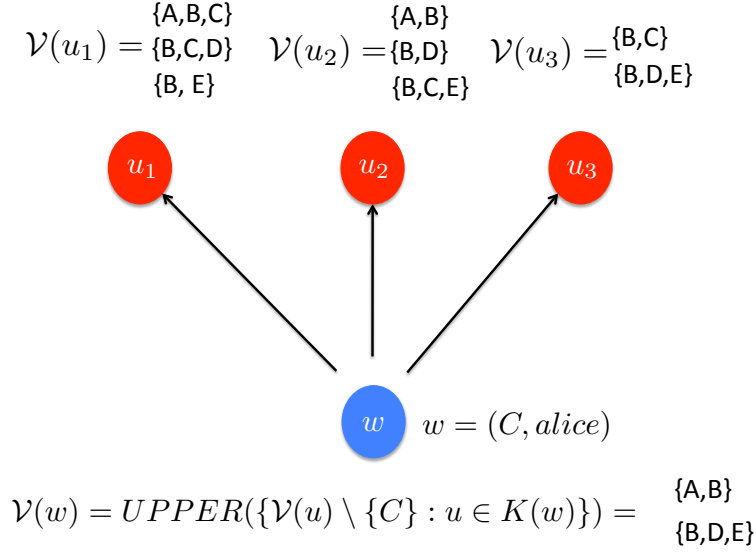 𝒱(u₁) = {A,B,C} {B,C,D} {B, E}
𝒱(u₂) = {A,B} {B,D} {B,C,E}
𝒱(u₃) = {B,C} {B,D,E}
u₁ u₂ u₃
w w = (C, alice)
𝒱(w) = UPPER({𝒱(u) \ {C} : u ∈ K(w)}) = {A,B} {B,D,E}